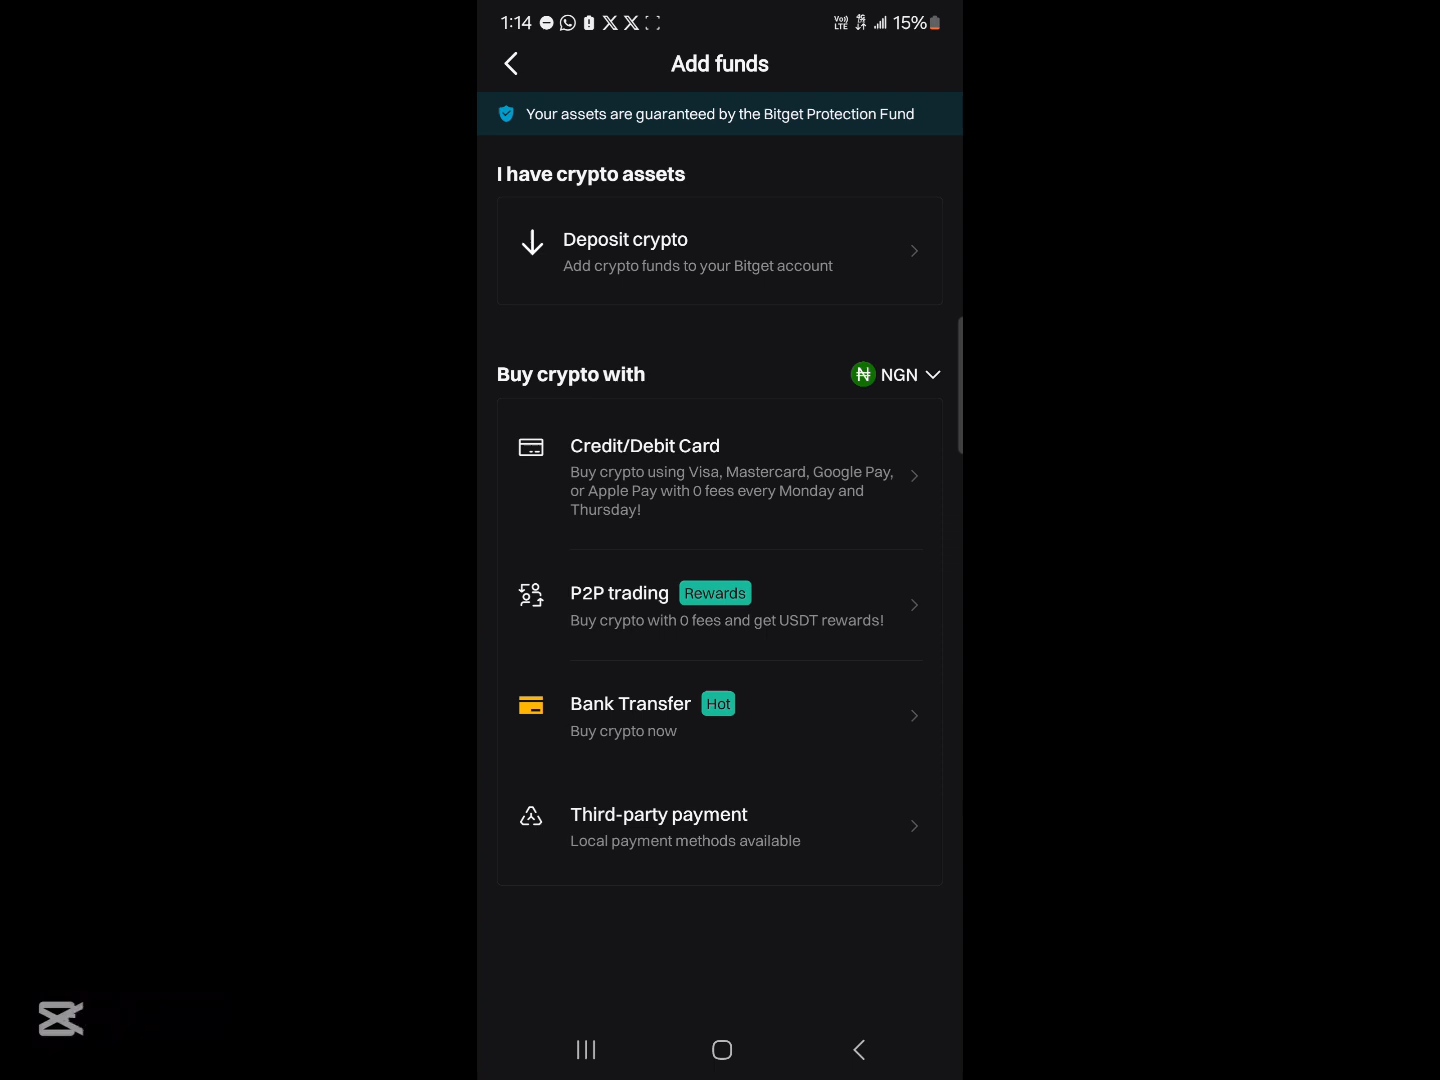 1:14
Vo))
LTE
4G
15%
Add funds
Your assets are guaranteed by the Bitget Protection Fund
I have crypto assets
Deposit crypto
Add crypto funds to your Bitget account
Buy crypto with
₦ NGN
Credit/Debit Card
Buy crypto using Visa, Mastercard, Google Pay,
or Apple Pay with 0 fees every Monday and
Thursday!
P2P trading Rewards
Buy crypto with 0 fees and get USDT rewards!
Bank Transfer Hot
Buy crypto now
Third-party payment
Local payment methods available